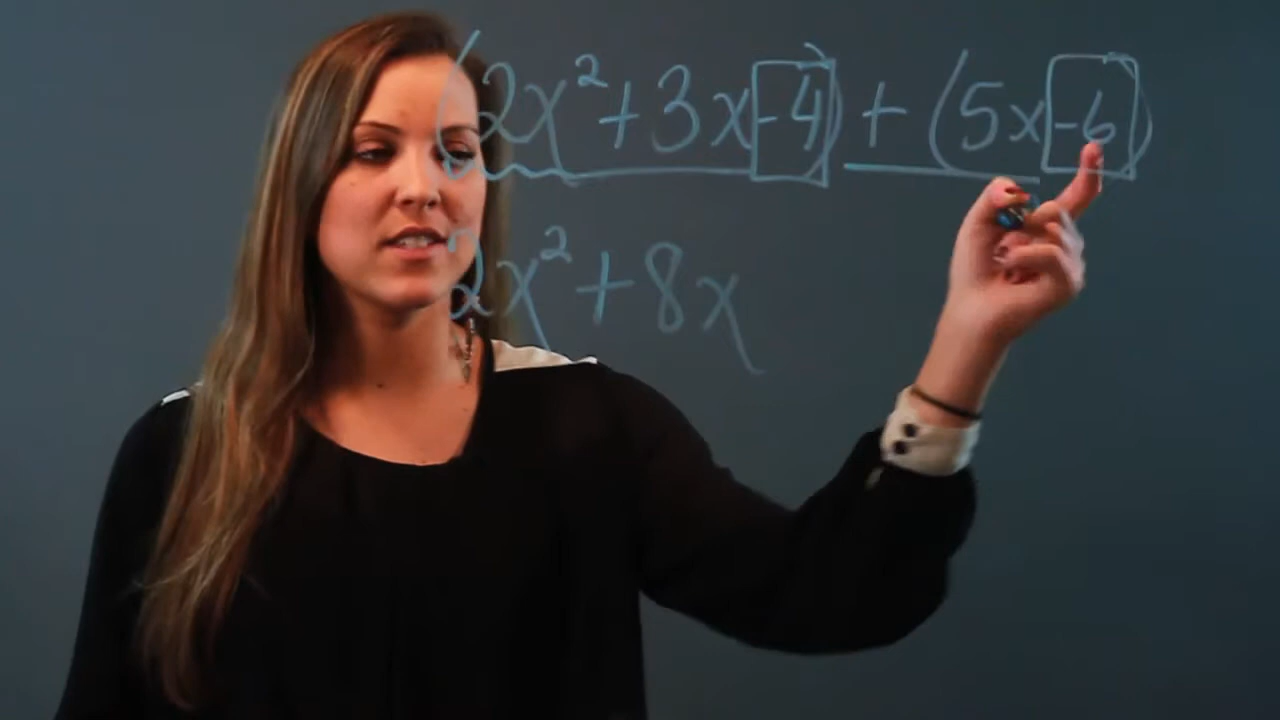 (2x² + 3x - 4) + (5x - 6)
2x² + 8x